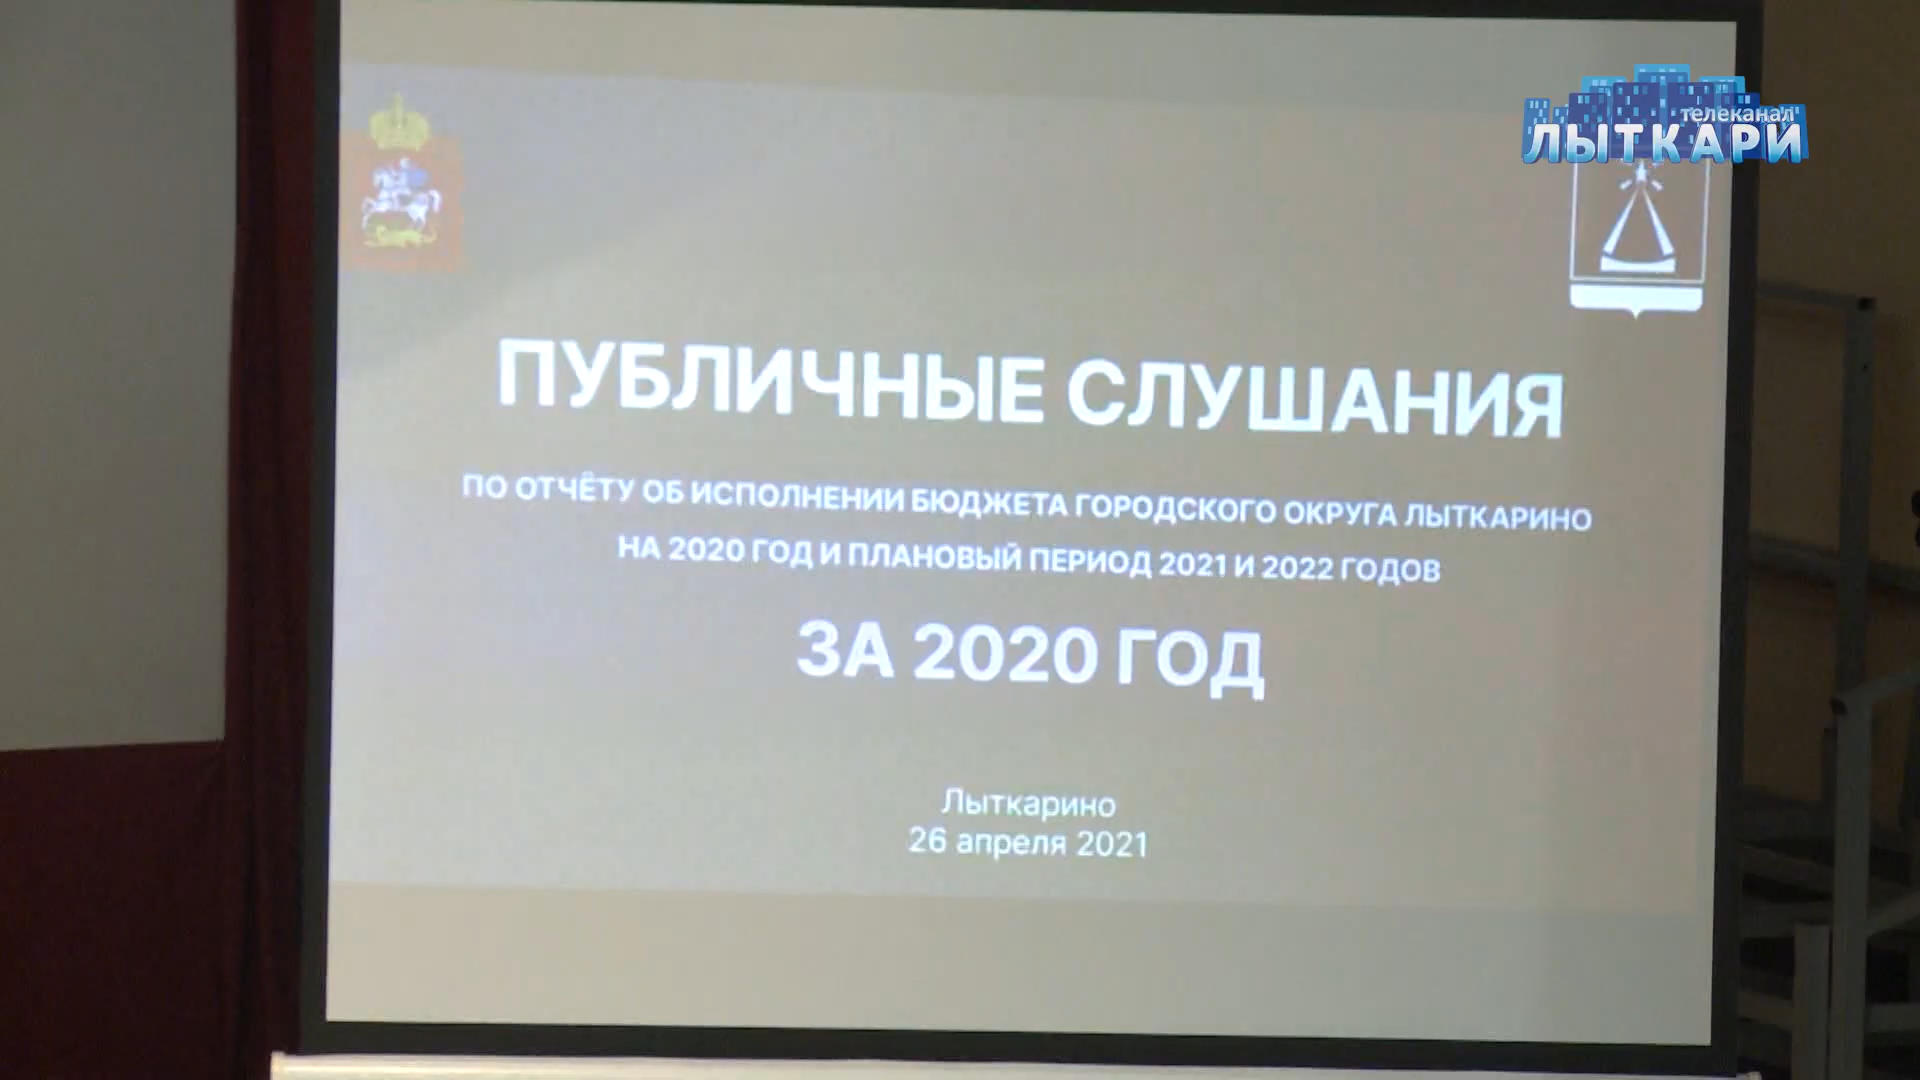 телеканал
ЛЫТКАРИ
ПУБЛИЧНЫЕ СЛУШАНИЯ
ПО ОТЧЁТУ ОБ ИСПОЛНЕНИИ БЮДЖЕТА ГОРОДСКОГО ОКРУГА ЛЫТКАРИНО
НА 2020 ГОД И ПЛАНОВЫЙ ПЕРИОД 2021 И 2022 ГОДОВ
ЗА 2020 ГОД
Лыткарино
26 апреля 2021